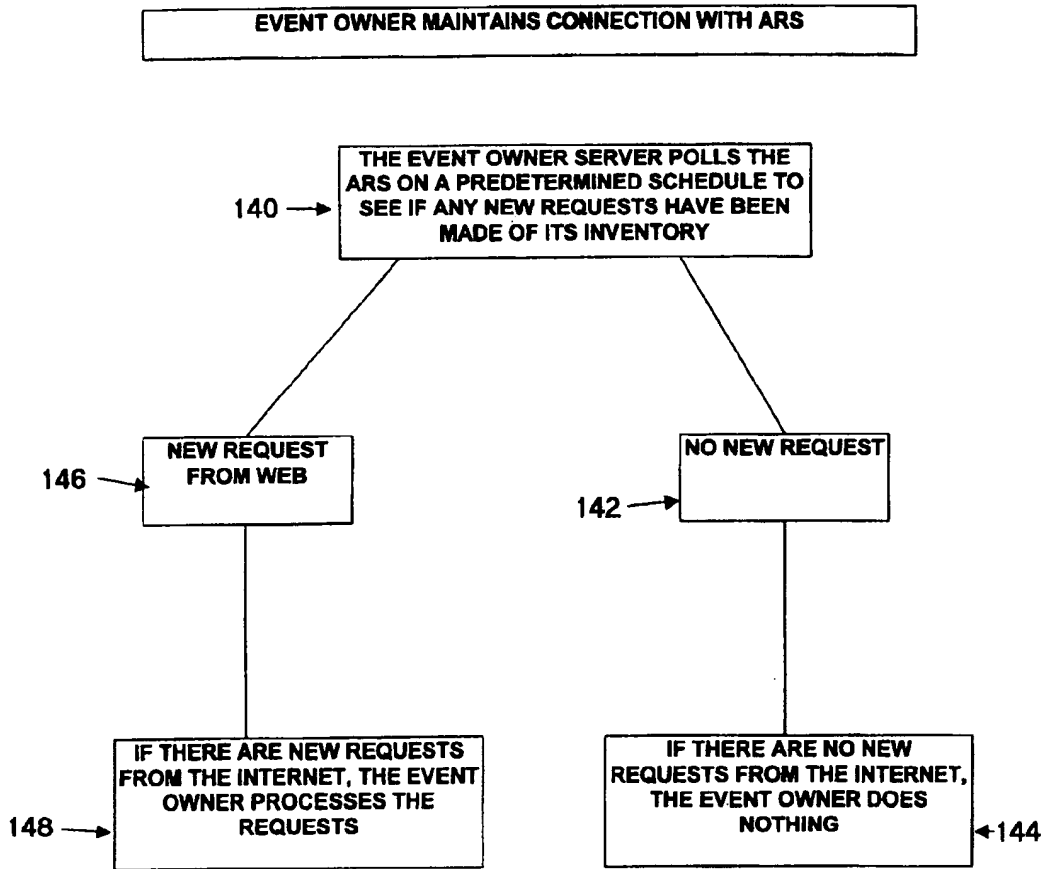 EVENT OWNER MAINTAINS CONNECTION WITH ARS
THE EVENT OWNER SERVER POLLS THE
ARS ON A PREDETERMINED SCHEDULE TO
SEE IF ANY NEW REQUESTS HAVE BEEN
MADE OF ITS INVENTORY
140
NEW REQUEST
FROM WEB
146
NO NEW REQUEST
142
IF THERE ARE NEW REQUESTS
FROM THE INTERNET, THE EVENT
OWNER PROCESSES THE
REQUESTS
148
IF THERE ARE NO NEW
REQUESTS FROM THE INTERNET,
THE EVENT OWNER DOES
NOTHING
144